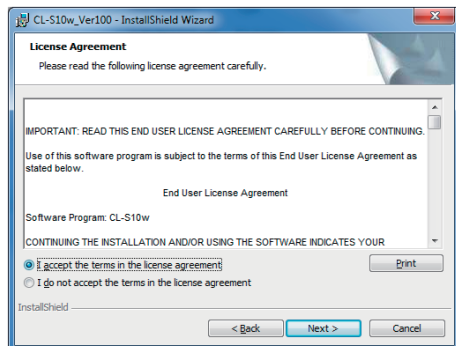 CL-S10w_Ver100 - InstallShield Wizard
License Agreement
Please read the following license agreement carefully.
IMPORTANT: READ THIS END USER LICENSE AGREEMENT CAREFULLY BEFORE CONTINUING.
Use of this software program is subject to the terms of this End User License Agreement as
stated below.
End User License Agreement
Software Program: CL-S10w
CONTINUING THE INSTALLATION AND/OR USING THE SOFTWARE INDICATES YOUR
I accept the terms in the license agreement
Print
I do not accept the terms in the license agreement
InstallShield
< Back Next > Cancel